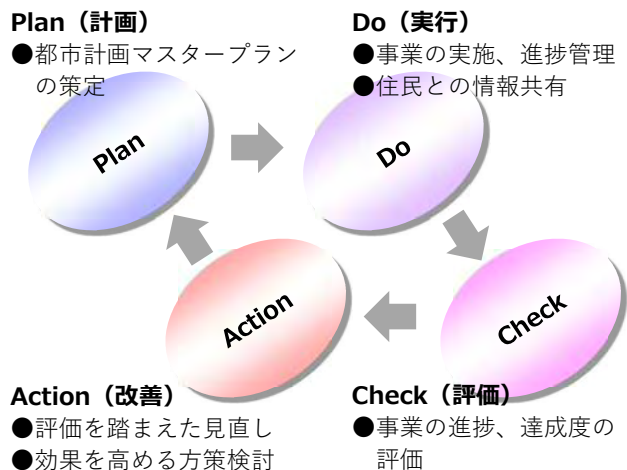 Plan（計画）
●都市計画マスタープラン
の策定
Do（実行）
●事業の実施、進捗管理
●住民との情報共有
Plan
Do
Action
Check
Action（改善）
●評価を踏まえた見直し
●効果を高める方策検討
Check（評価）
●事業の進捗、達成度の
評価